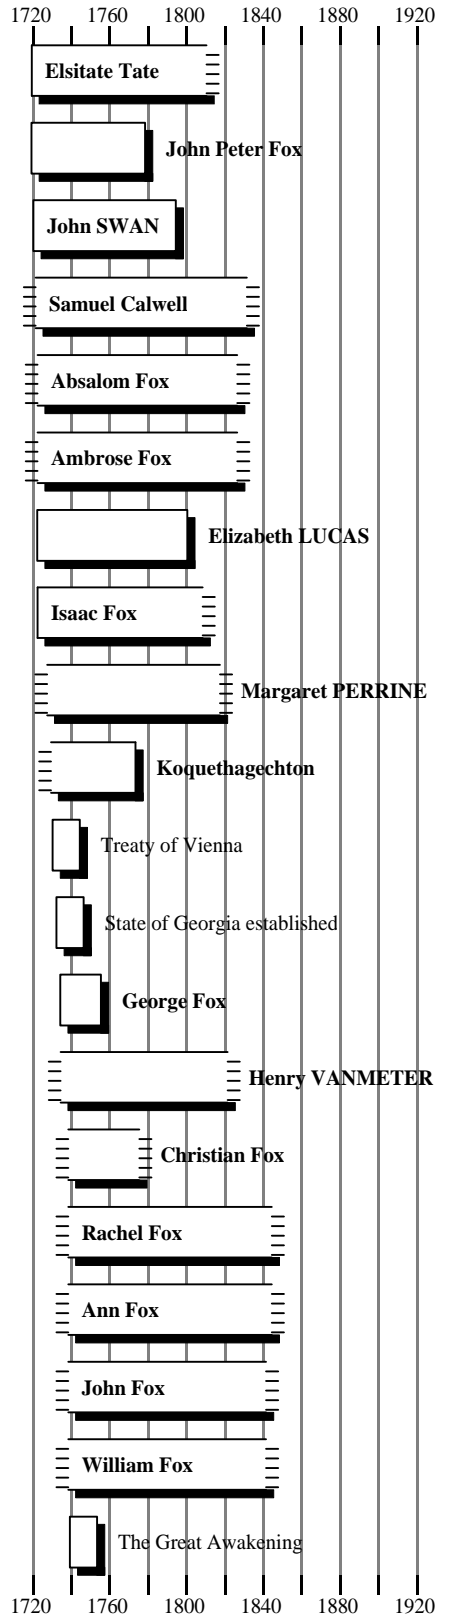 1720 1760 1800 1840 1880 1920
Elsitate Tate
John Peter Fox
John SWAN
Samuel Calwell
Absalom Fox
Ambrose Fox
Elizabeth LUCAS
Isaac Fox
Margaret PERRINE
Koquethagechton
Treaty of Vienna
State of Georgia established
George Fox
Henry VANMETER
Christian Fox
Rachel Fox
Ann Fox
John Fox
William Fox
The Great Awakening
1720 1760 1800 1840 1880 1920